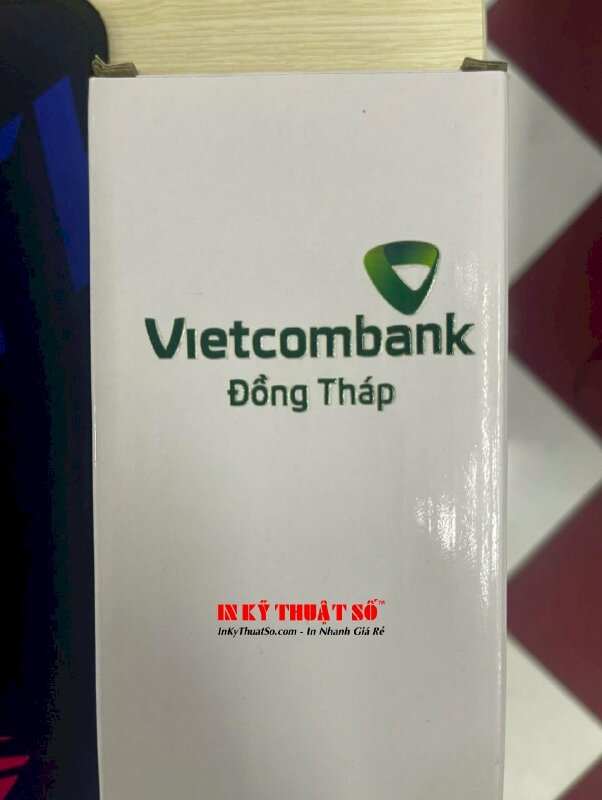 Vietcombank
Đồng Tháp
IN KỸ THUẬT SỐ™
InKyThuatSo.com - In Nhanh Giá Rẻ